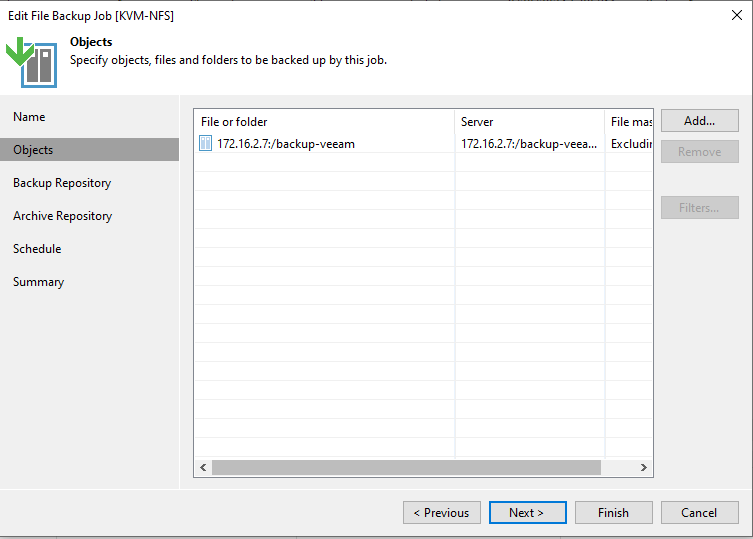 Edit File Backup Job [KVM-NFS]
Objects
Specify objects, files and folders to be backed up by this job.
Name
Objects
Backup Repository
Archive Repository
Schedule
Summary
File or folder Server File mas
172.16.2.7:/backup-veeam 172.16.2.7:/backup-veea... Excludin
Add...
Remove
Filters...
< Previous Next > Finish Cancel